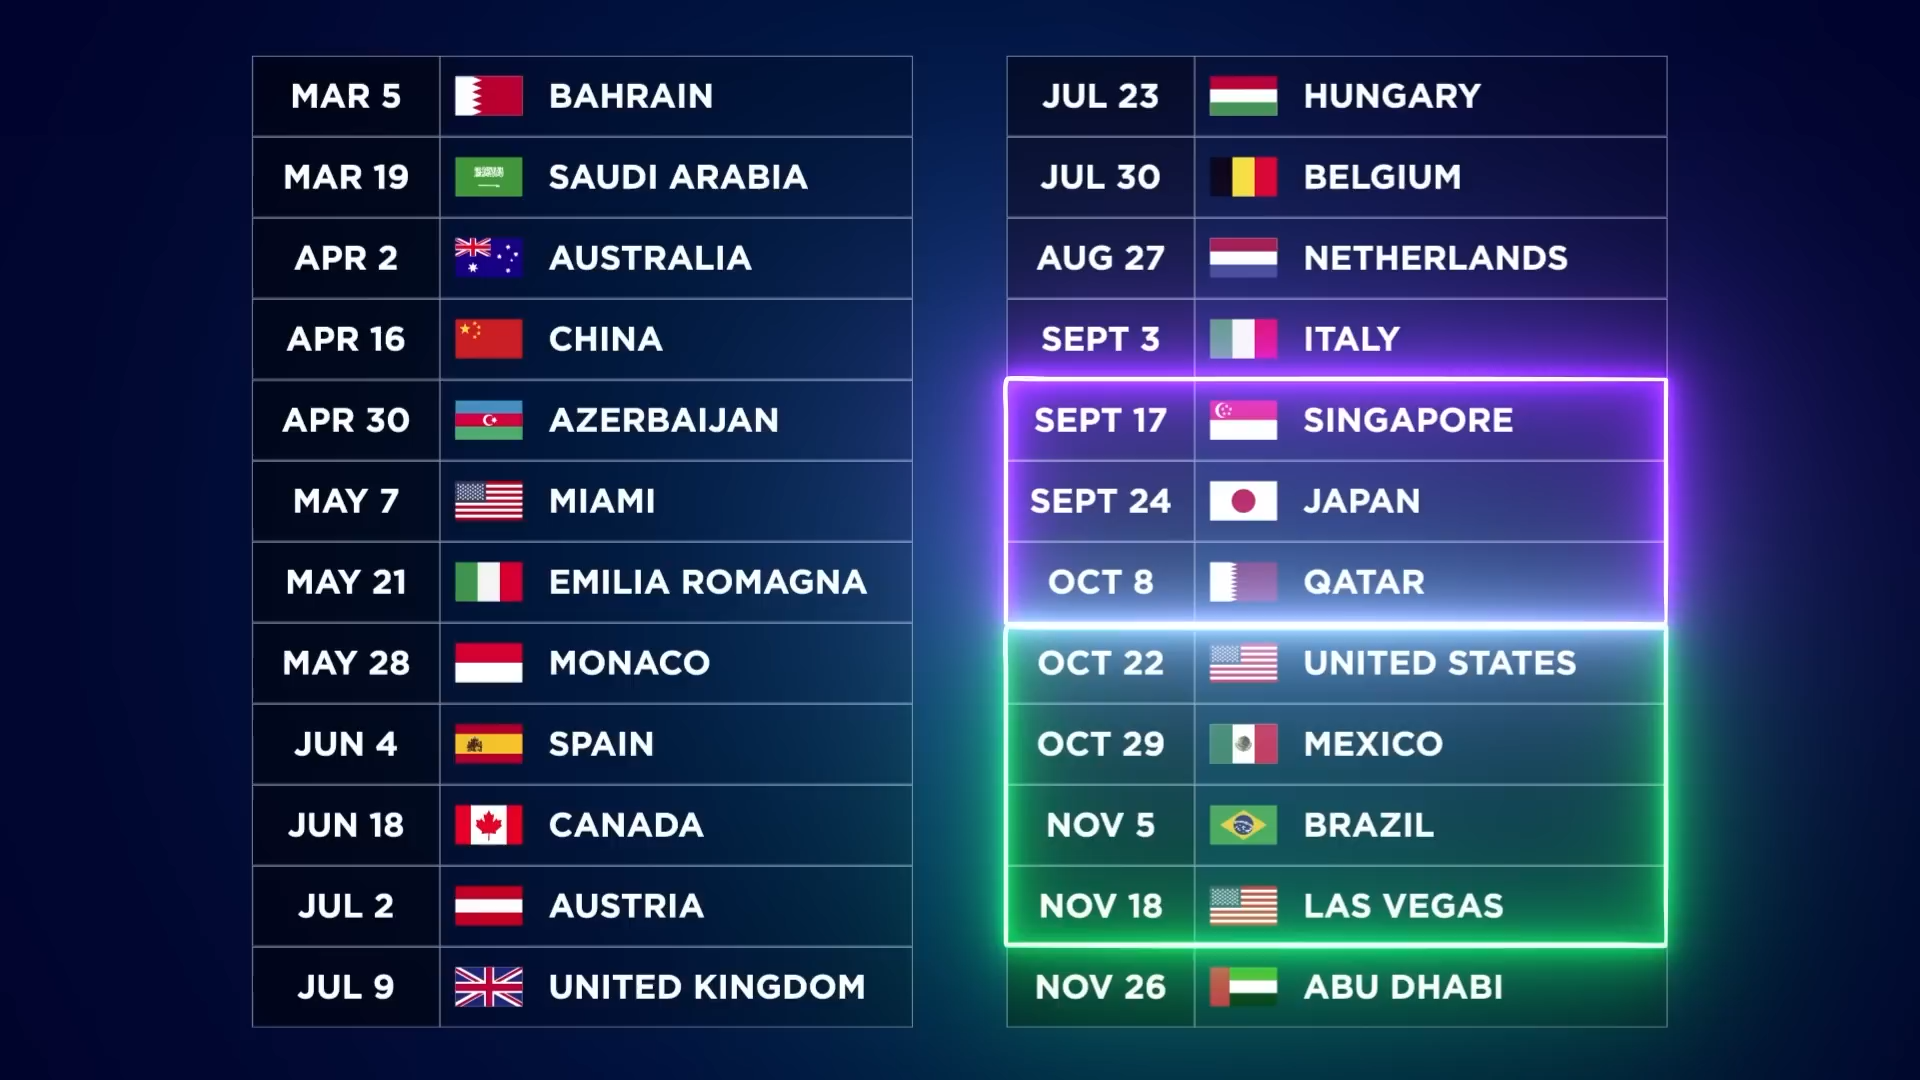 MAR 5 BAHRAIN
MAR 19 SAUDI ARABIA
APR 2 AUSTRALIA
APR 16 CHINA
APR 30 AZERBAIJAN
MAY 7 MIAMI
MAY 21 EMILIA ROMAGNA
MAY 28 MONACO
JUN 4 SPAIN
JUN 18 CANADA
JUL 2 AUSTRIA
JUL 9 UNITED KINGDOM
JUL 23 HUNGARY
JUL 30 BELGIUM
AUG 27 NETHERLANDS
SEPT 3 ITALY
SEPT 17 SINGAPORE
SEPT 24 JAPAN
OCT 8 QATAR
OCT 22 UNITED STATES
OCT 29 MEXICO
NOV 5 BRAZIL
NOV 18 LAS VEGAS
NOV 26 ABU DHABI